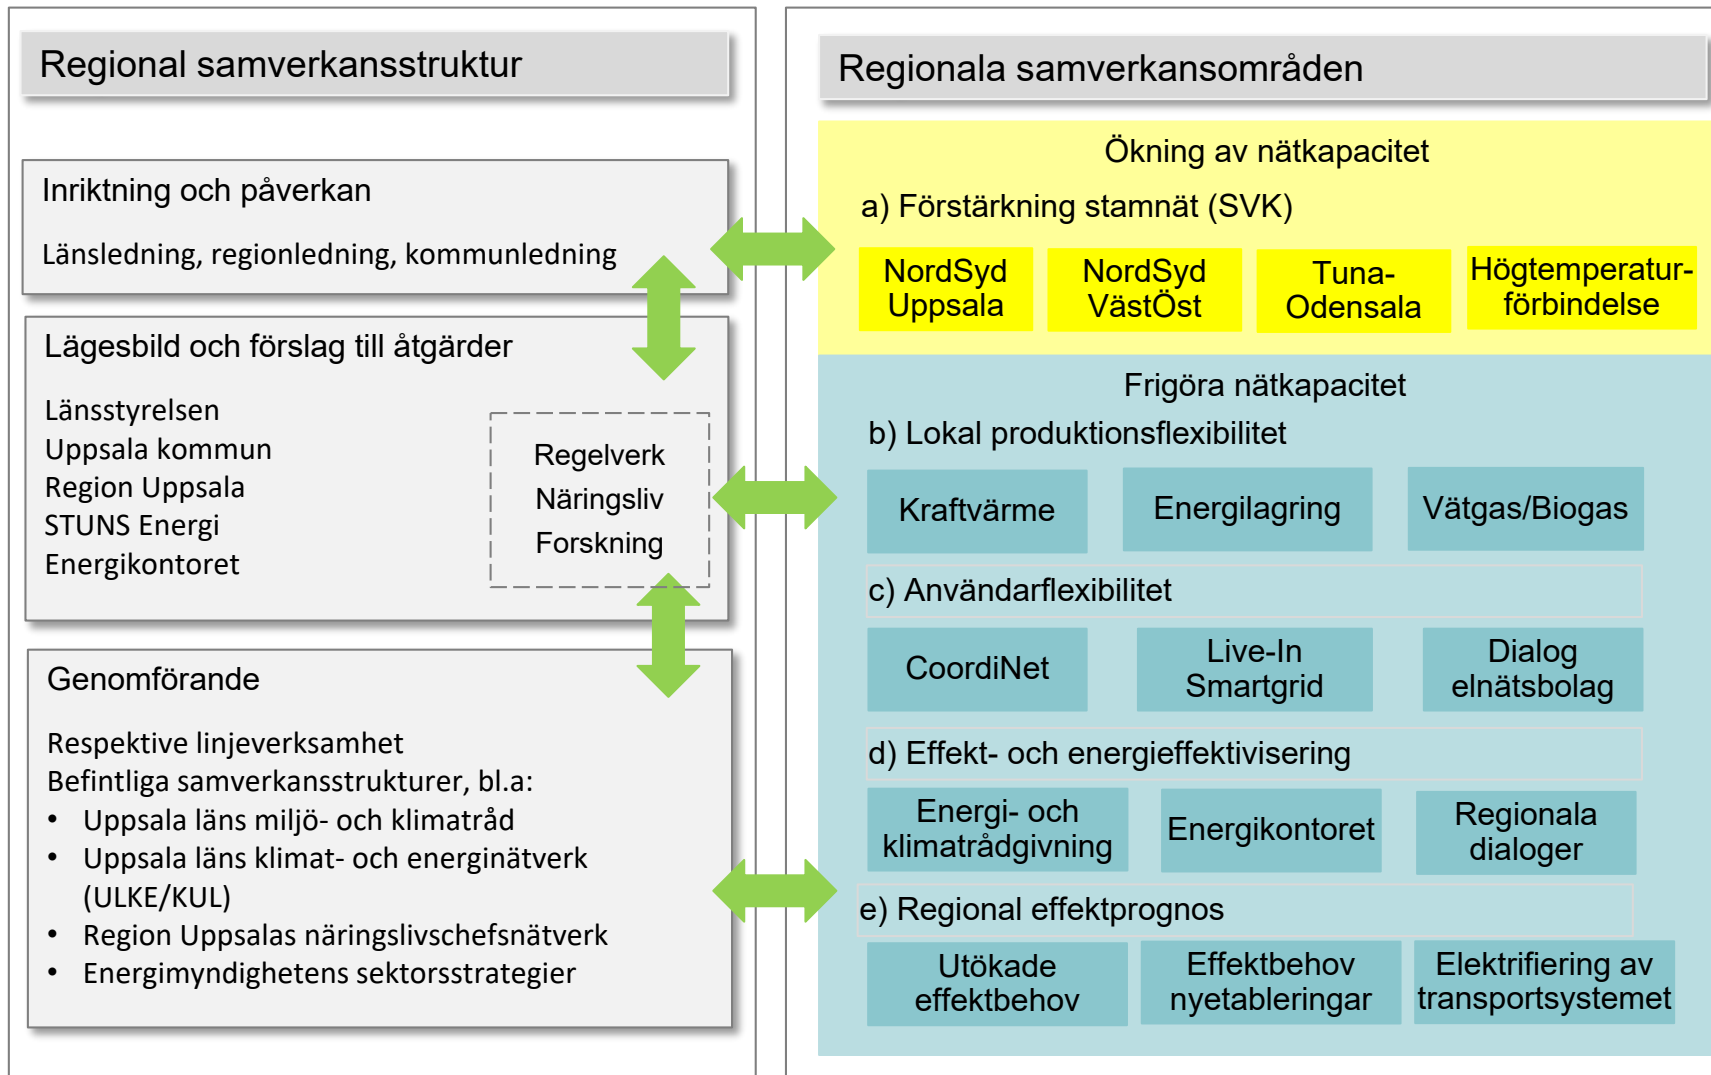 Regional samverkansstruktur
Inriktning och påverkan
Länsledning, regionledning, kommunledning
Lägesbild och förslag till åtgärder
Länsstyrelsen
Uppsala kommun
Region Uppsala
STUNS Energi
Energikontoret
Regelverk
Näringsliv
Forskning
Genomförande
Respektive linjeverksamhet
Befintliga samverkansstrukturer, bl.a:
• Uppsala läns miljö- och klimatråd
• Uppsala läns klimat- och energinätverk
(ULKE/KUL)
• Region Uppsalas näringslivschefsnätverk
• Energimyndighetens sektorsstrategier
Regionala samverkansområden
Ökning av nätkapacitet
a) Förstärkning stamnät (SVK)
NordSyd
Uppsala
NordSyd
VästÖst
Tuna-
Odensala
Högtemperatur-
förbindelse
Frigöra nätkapacitet
b) Lokal produktionsflexibilitet
Kraftvärme
Energilagring
Vätgas/Biogas
c) Användarflexibilitet
CoordiNet
Live-In
Smartgrid
Dialog
elnätsbolag
d) Effekt- och energieffektivisering
Energi- och
klimatrådgivning
Energikontoret
Regionala
dialoger
e) Regional effektprognos
Utökade
effektbehov
Effektbehov
nyetableringar
Elektrifiering av
transportsystemet